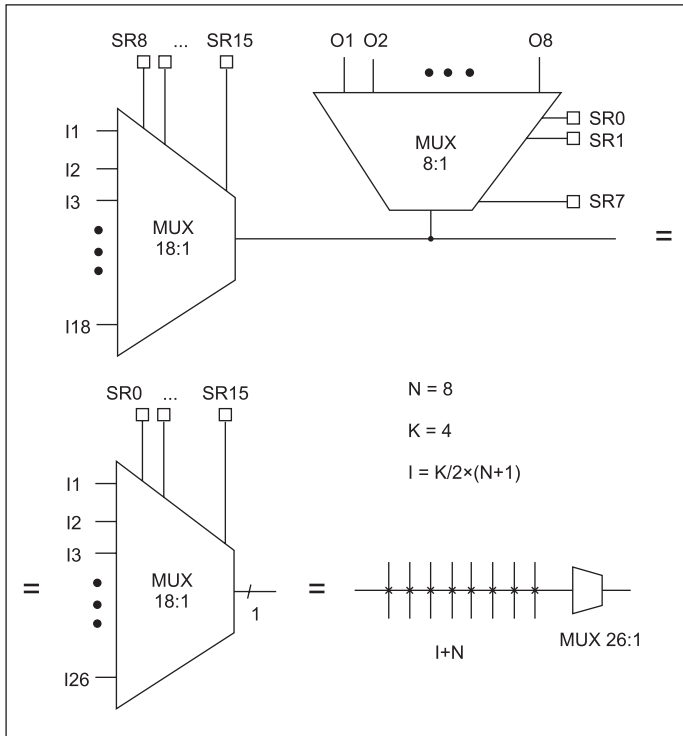 SR8 ... SR15
O1 O2 O8
I1
I2
I3
I18
MUX
18:1
MUX
8:1
SR0
SR1
SR7
=
SR0 ... SR15
N = 8
K = 4
I = K/2×(N+1)
=
I1
I2
I3
I26
MUX
18:1
1
=
I+N
MUX 26:1